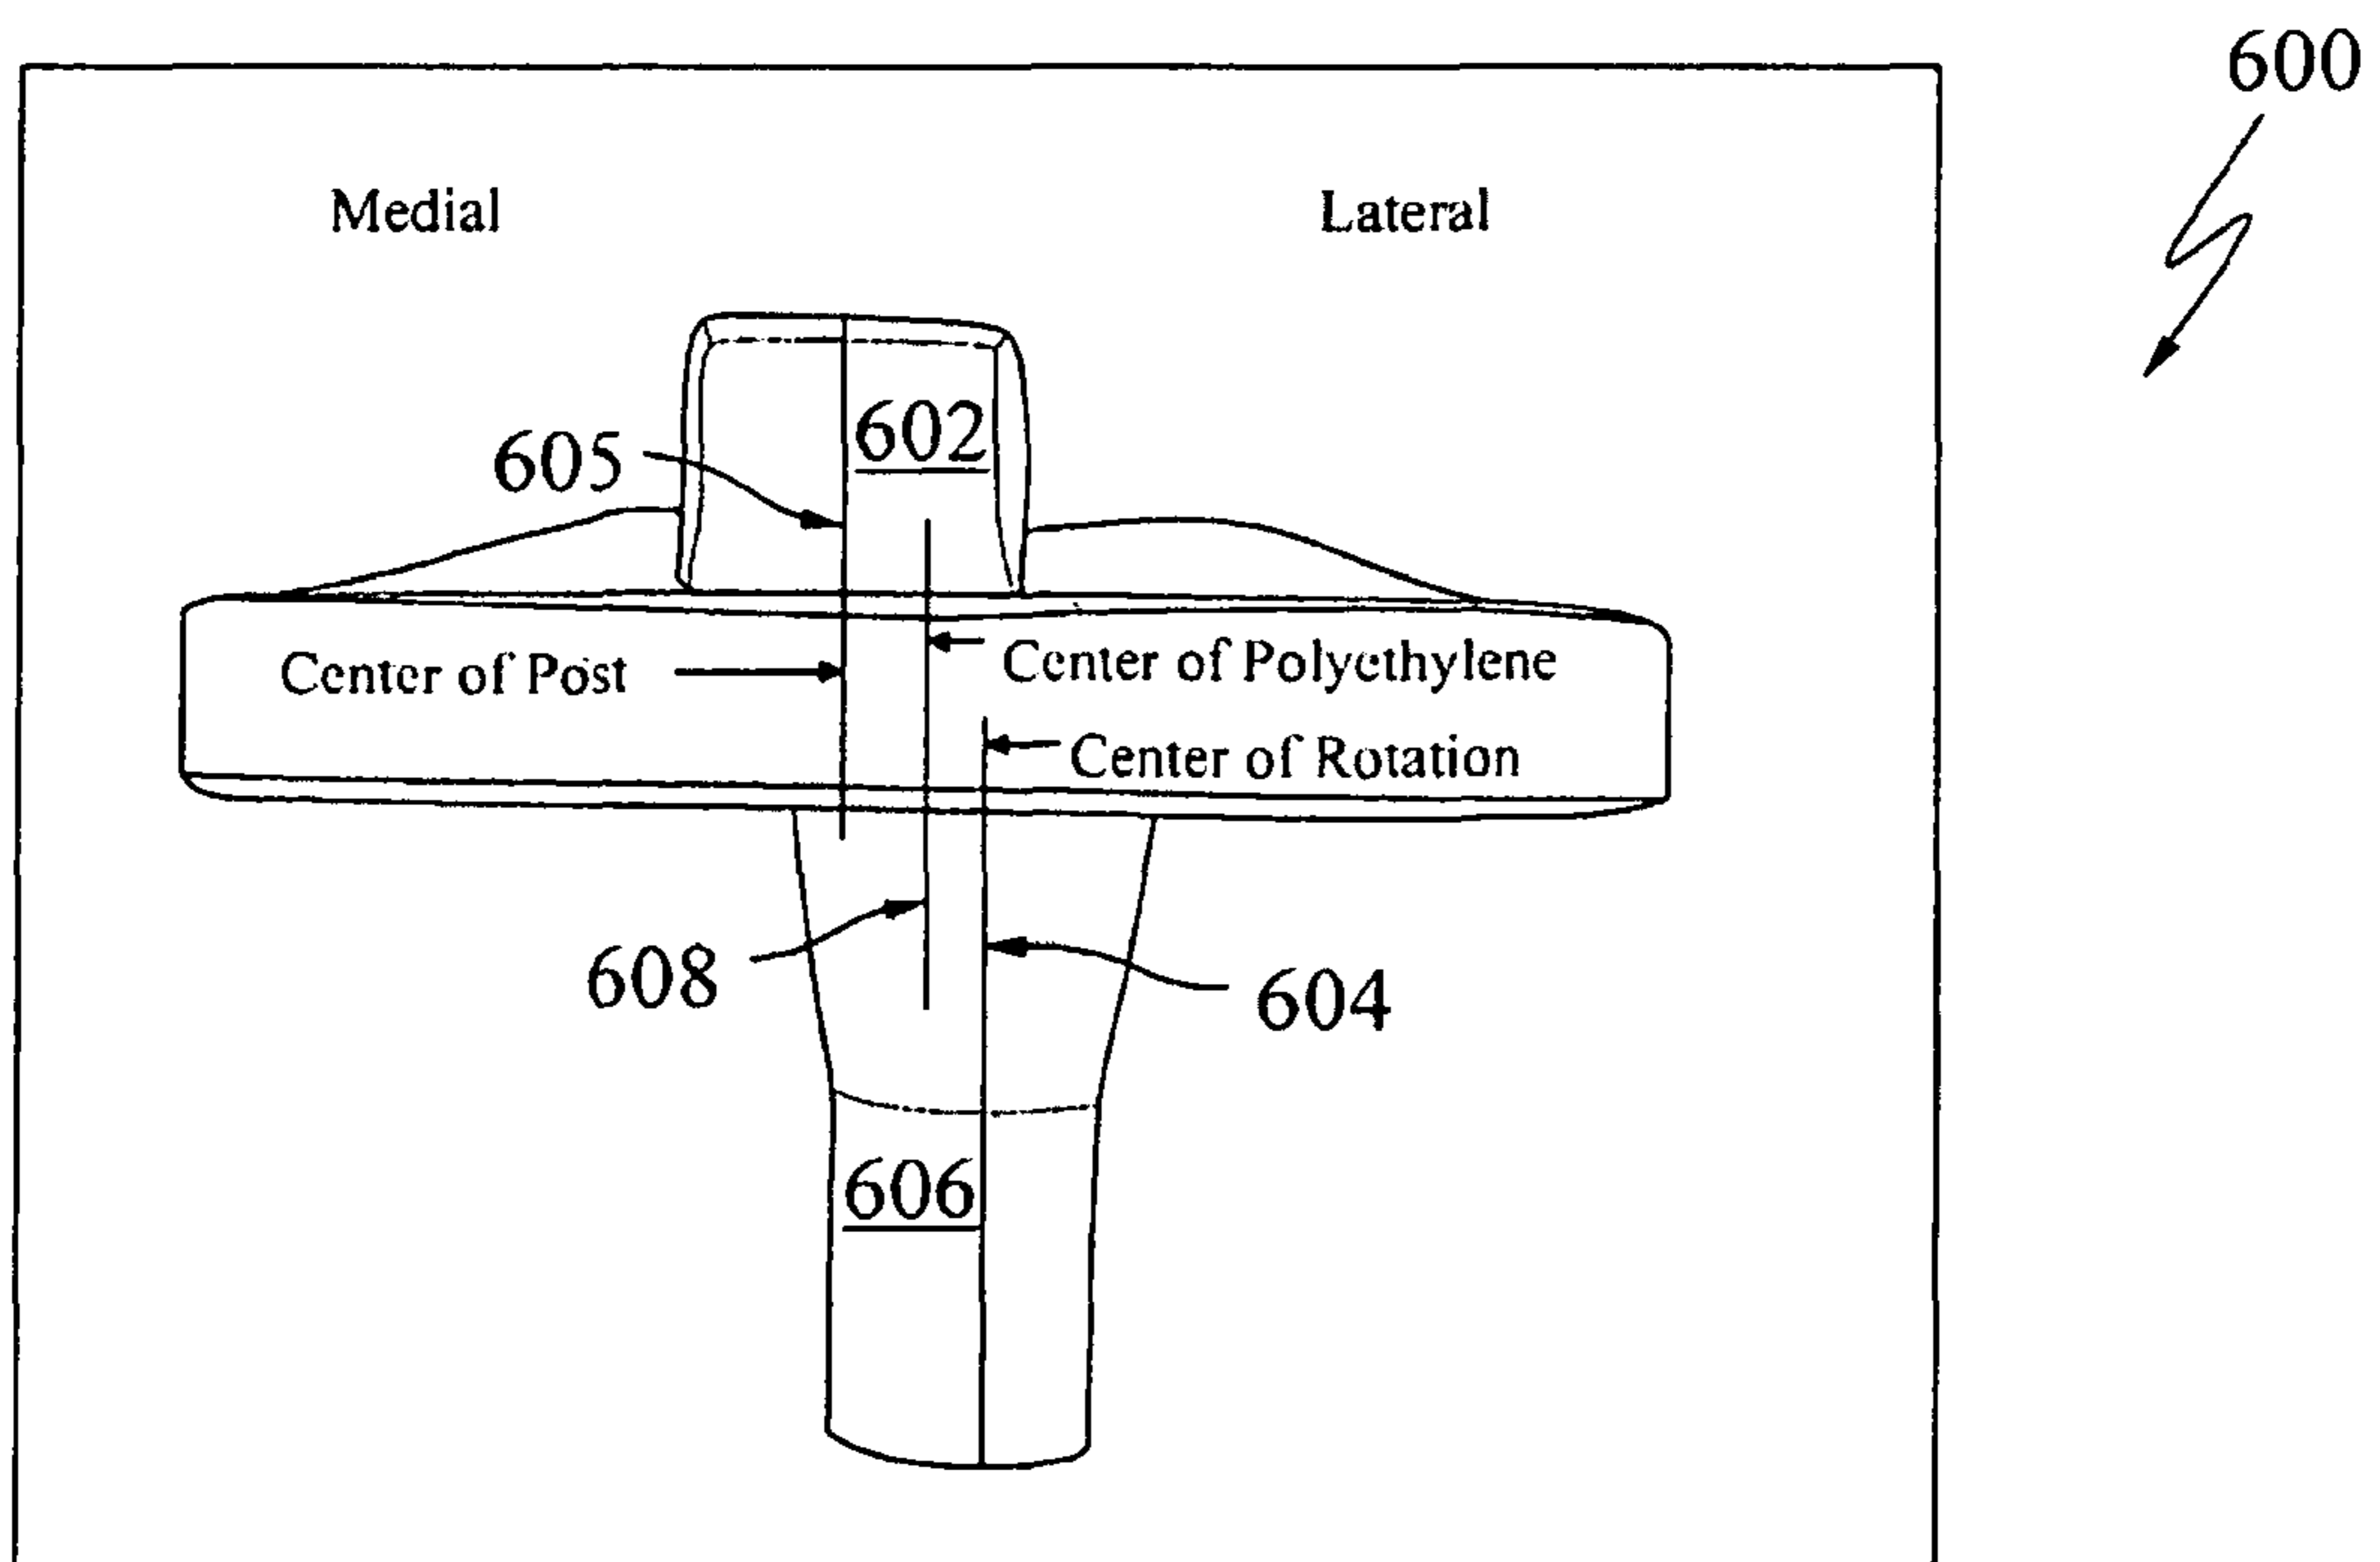 600
Medial
Lateral
602
605
Center of Polyethylene
Center of Post
Center of Rotation
608
604
606